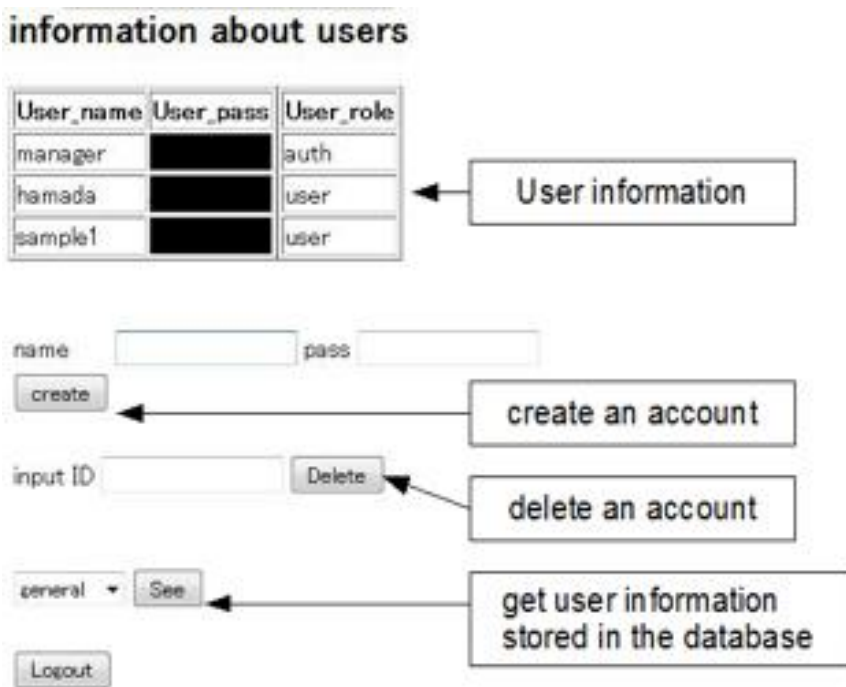 information about users
User_name User_pass User_role
manager auth
hamada user
sample1 user
User information
name pass
create
create an account
input ID Delete
delete an account
general See
get user information
stored in the database
Logout